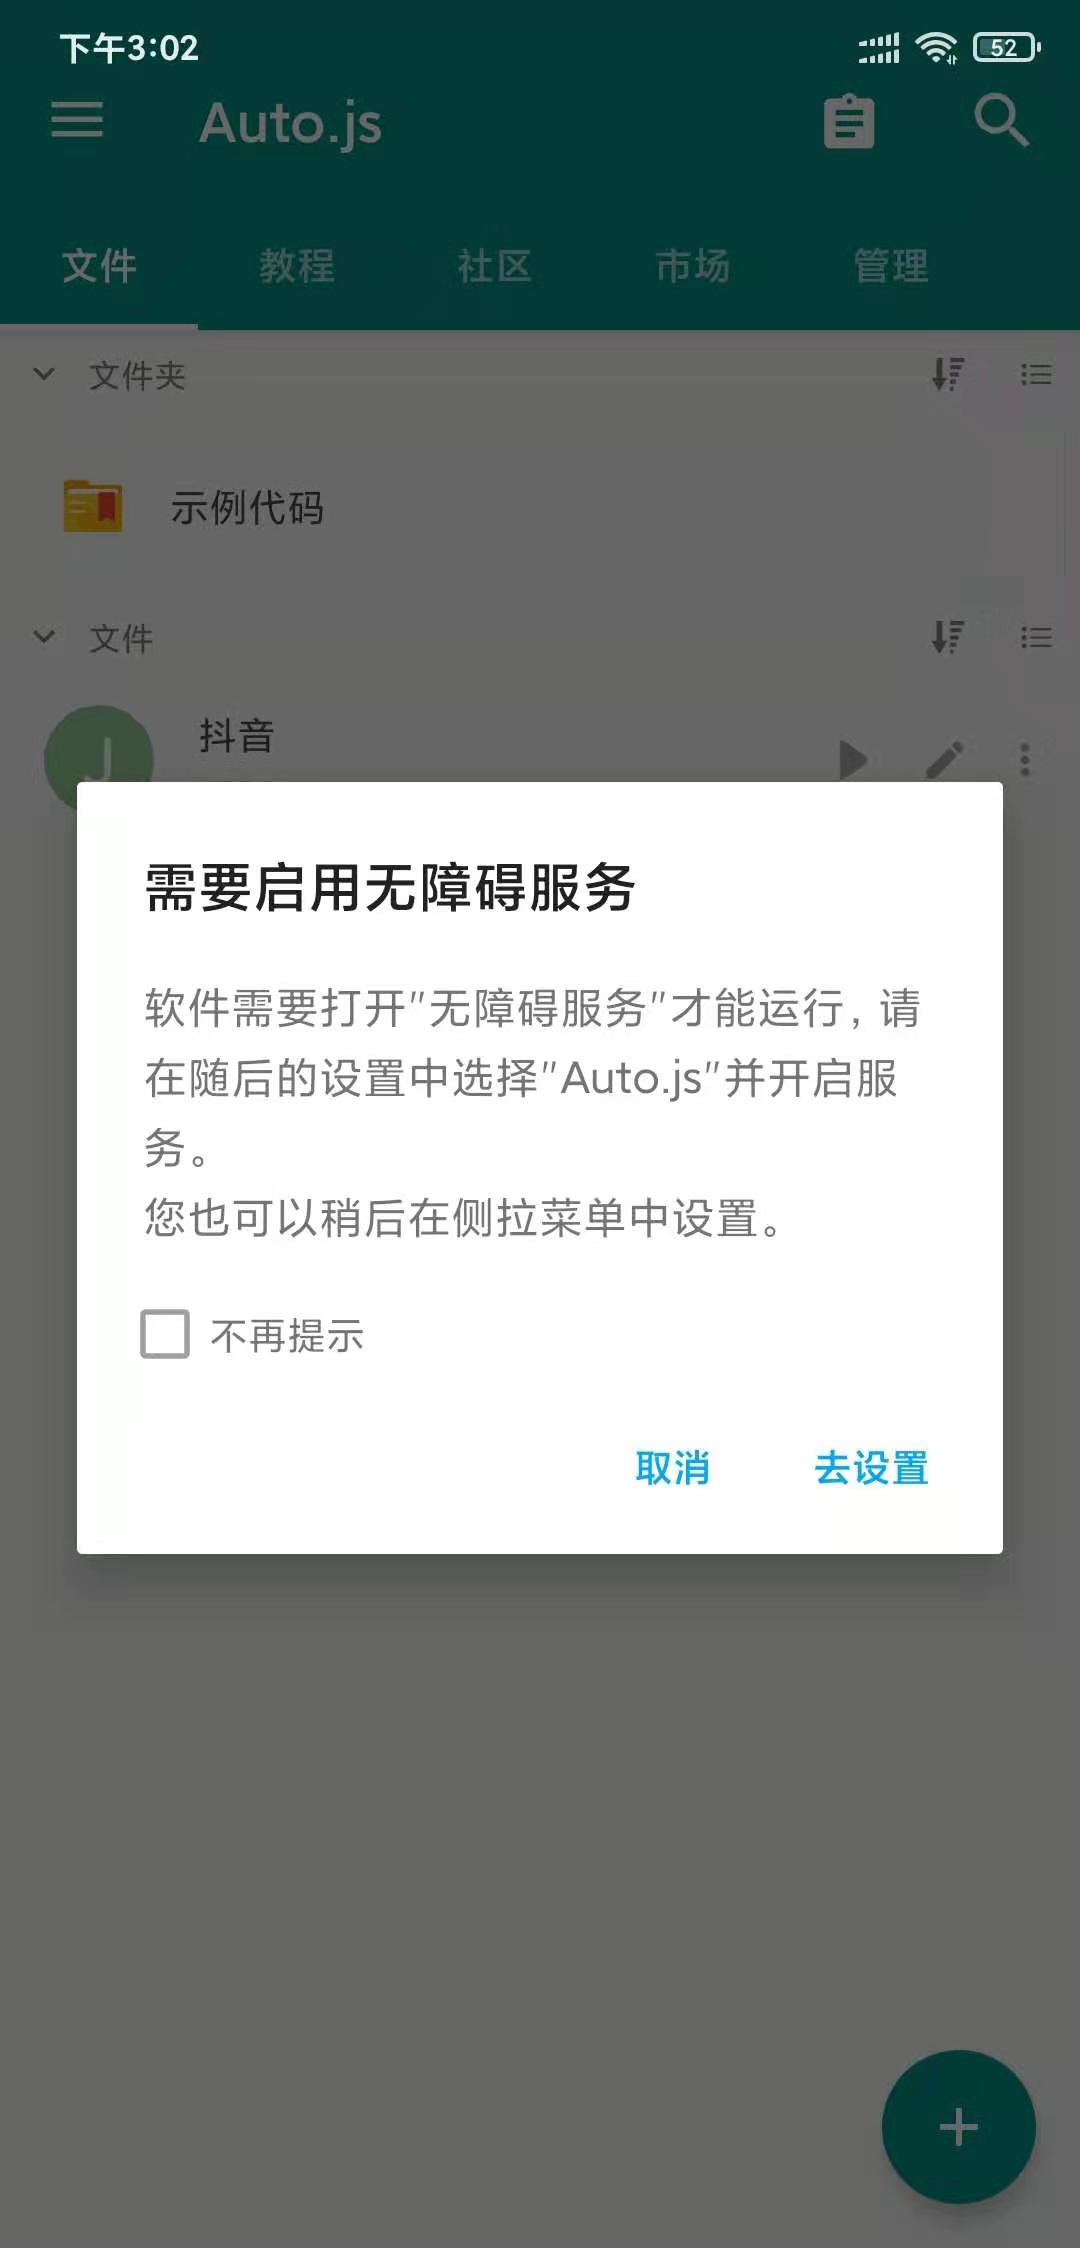 下午3:02
52
Auto.js
文件 教程 社区 市场 管理
文件夹
示例代码
文件
J
抖音
需要启用无障碍服务
软件需要打开"无障碍服务"才能运行，请
在随后的设置中选择"Auto.js"并开启服
务。
您也可以稍后在侧拉菜单中设置。
不再提示
取消 去设置